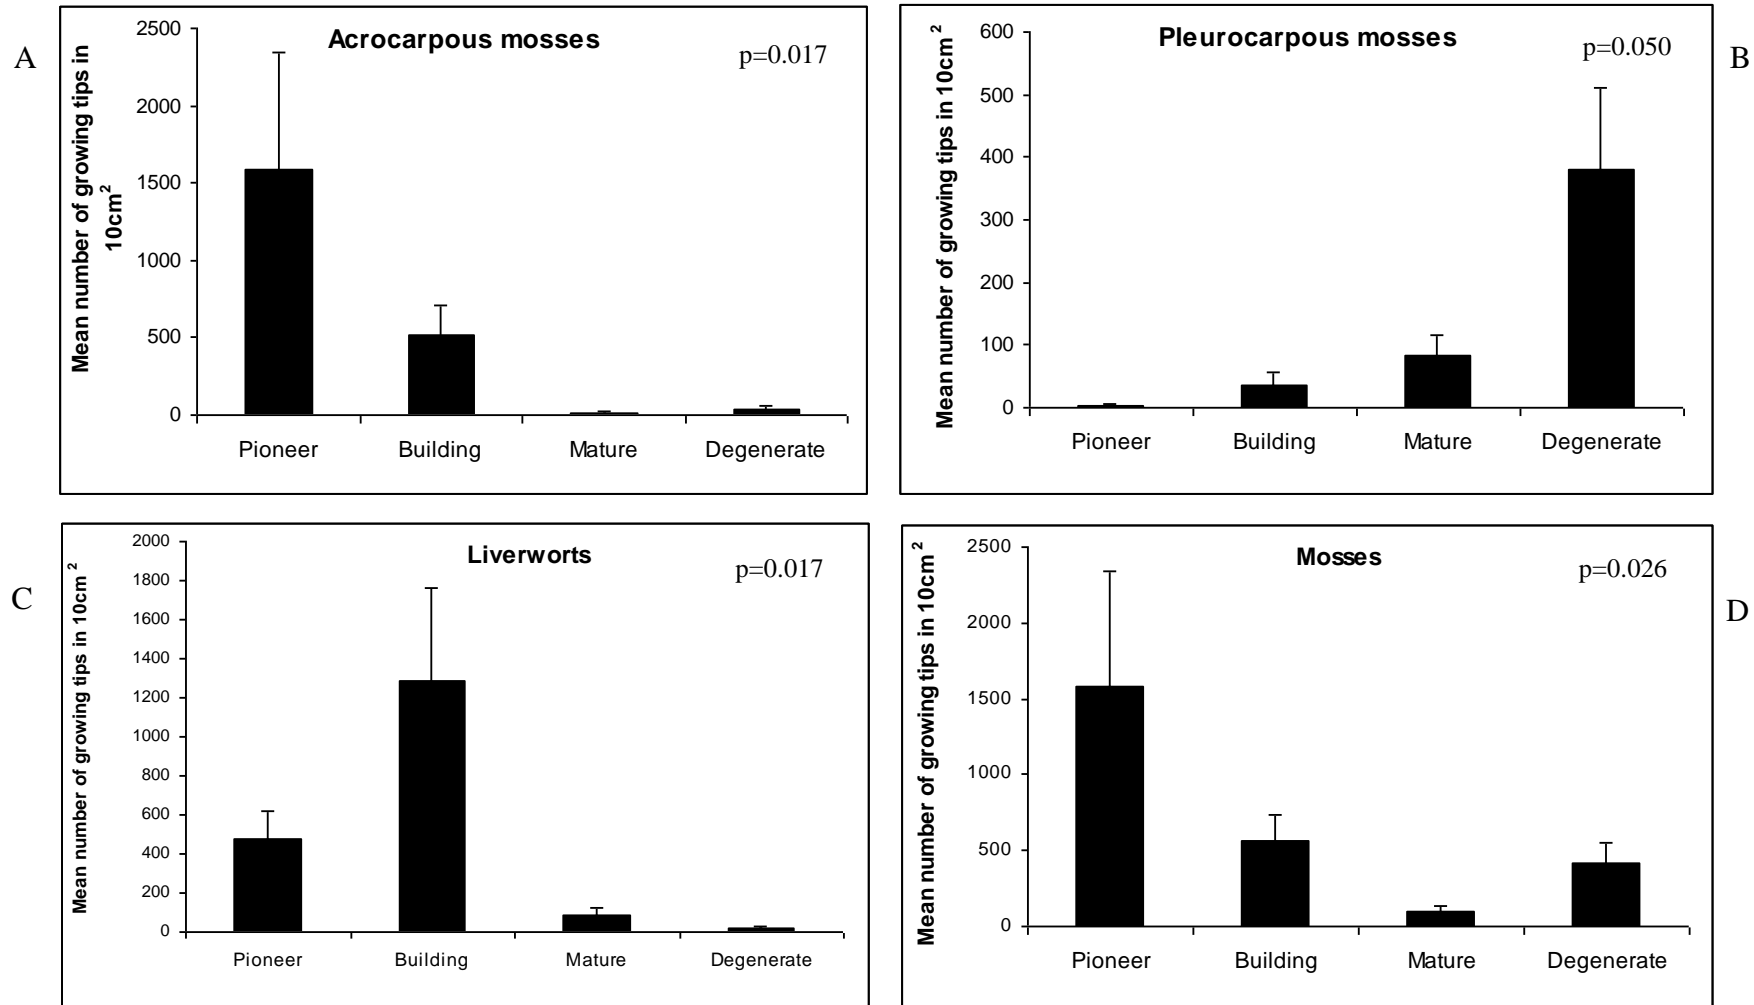 A
Acrocarpous mosses
p=0.017
Mean number of growing tips in
10cm²
2500
2000
1500
1000
500
0
Pioneer Building Mature Degenerate
Pleurocarpous mosses
p=0.050
B
Mean number of growing tips in 10cm²
600
500
400
300
200
100
0
Pioneer Building Mature Degenerate
C
Liverworts
p=0.017
Mean number of growing tips in 10cm²
2000
1800
1600
1400
1200
1000
800
600
400
200
0
Pioneer Building Mature Degenerate
Mosses
p=0.026
D
Mean number of growing tips in 10cm²
2500
2000
1500
1000
500
0
Pioneer Building Mature Degenerate